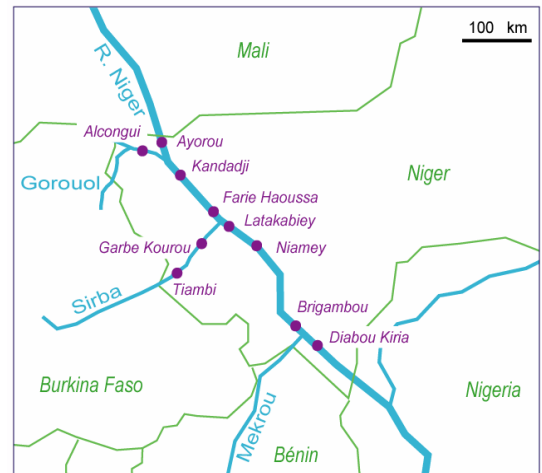 100 km
Mali
R. Niger
Alcongui
Ayorou
Kandadji
Niger
Gorouol
Farie Haoussa
Latakabiey
Garbe Kourou
Niamey
Tiambi
Sirba
Brigambou
Diabou Kiria
Burkina Faso
Nigeria
Mekrou
Bénin